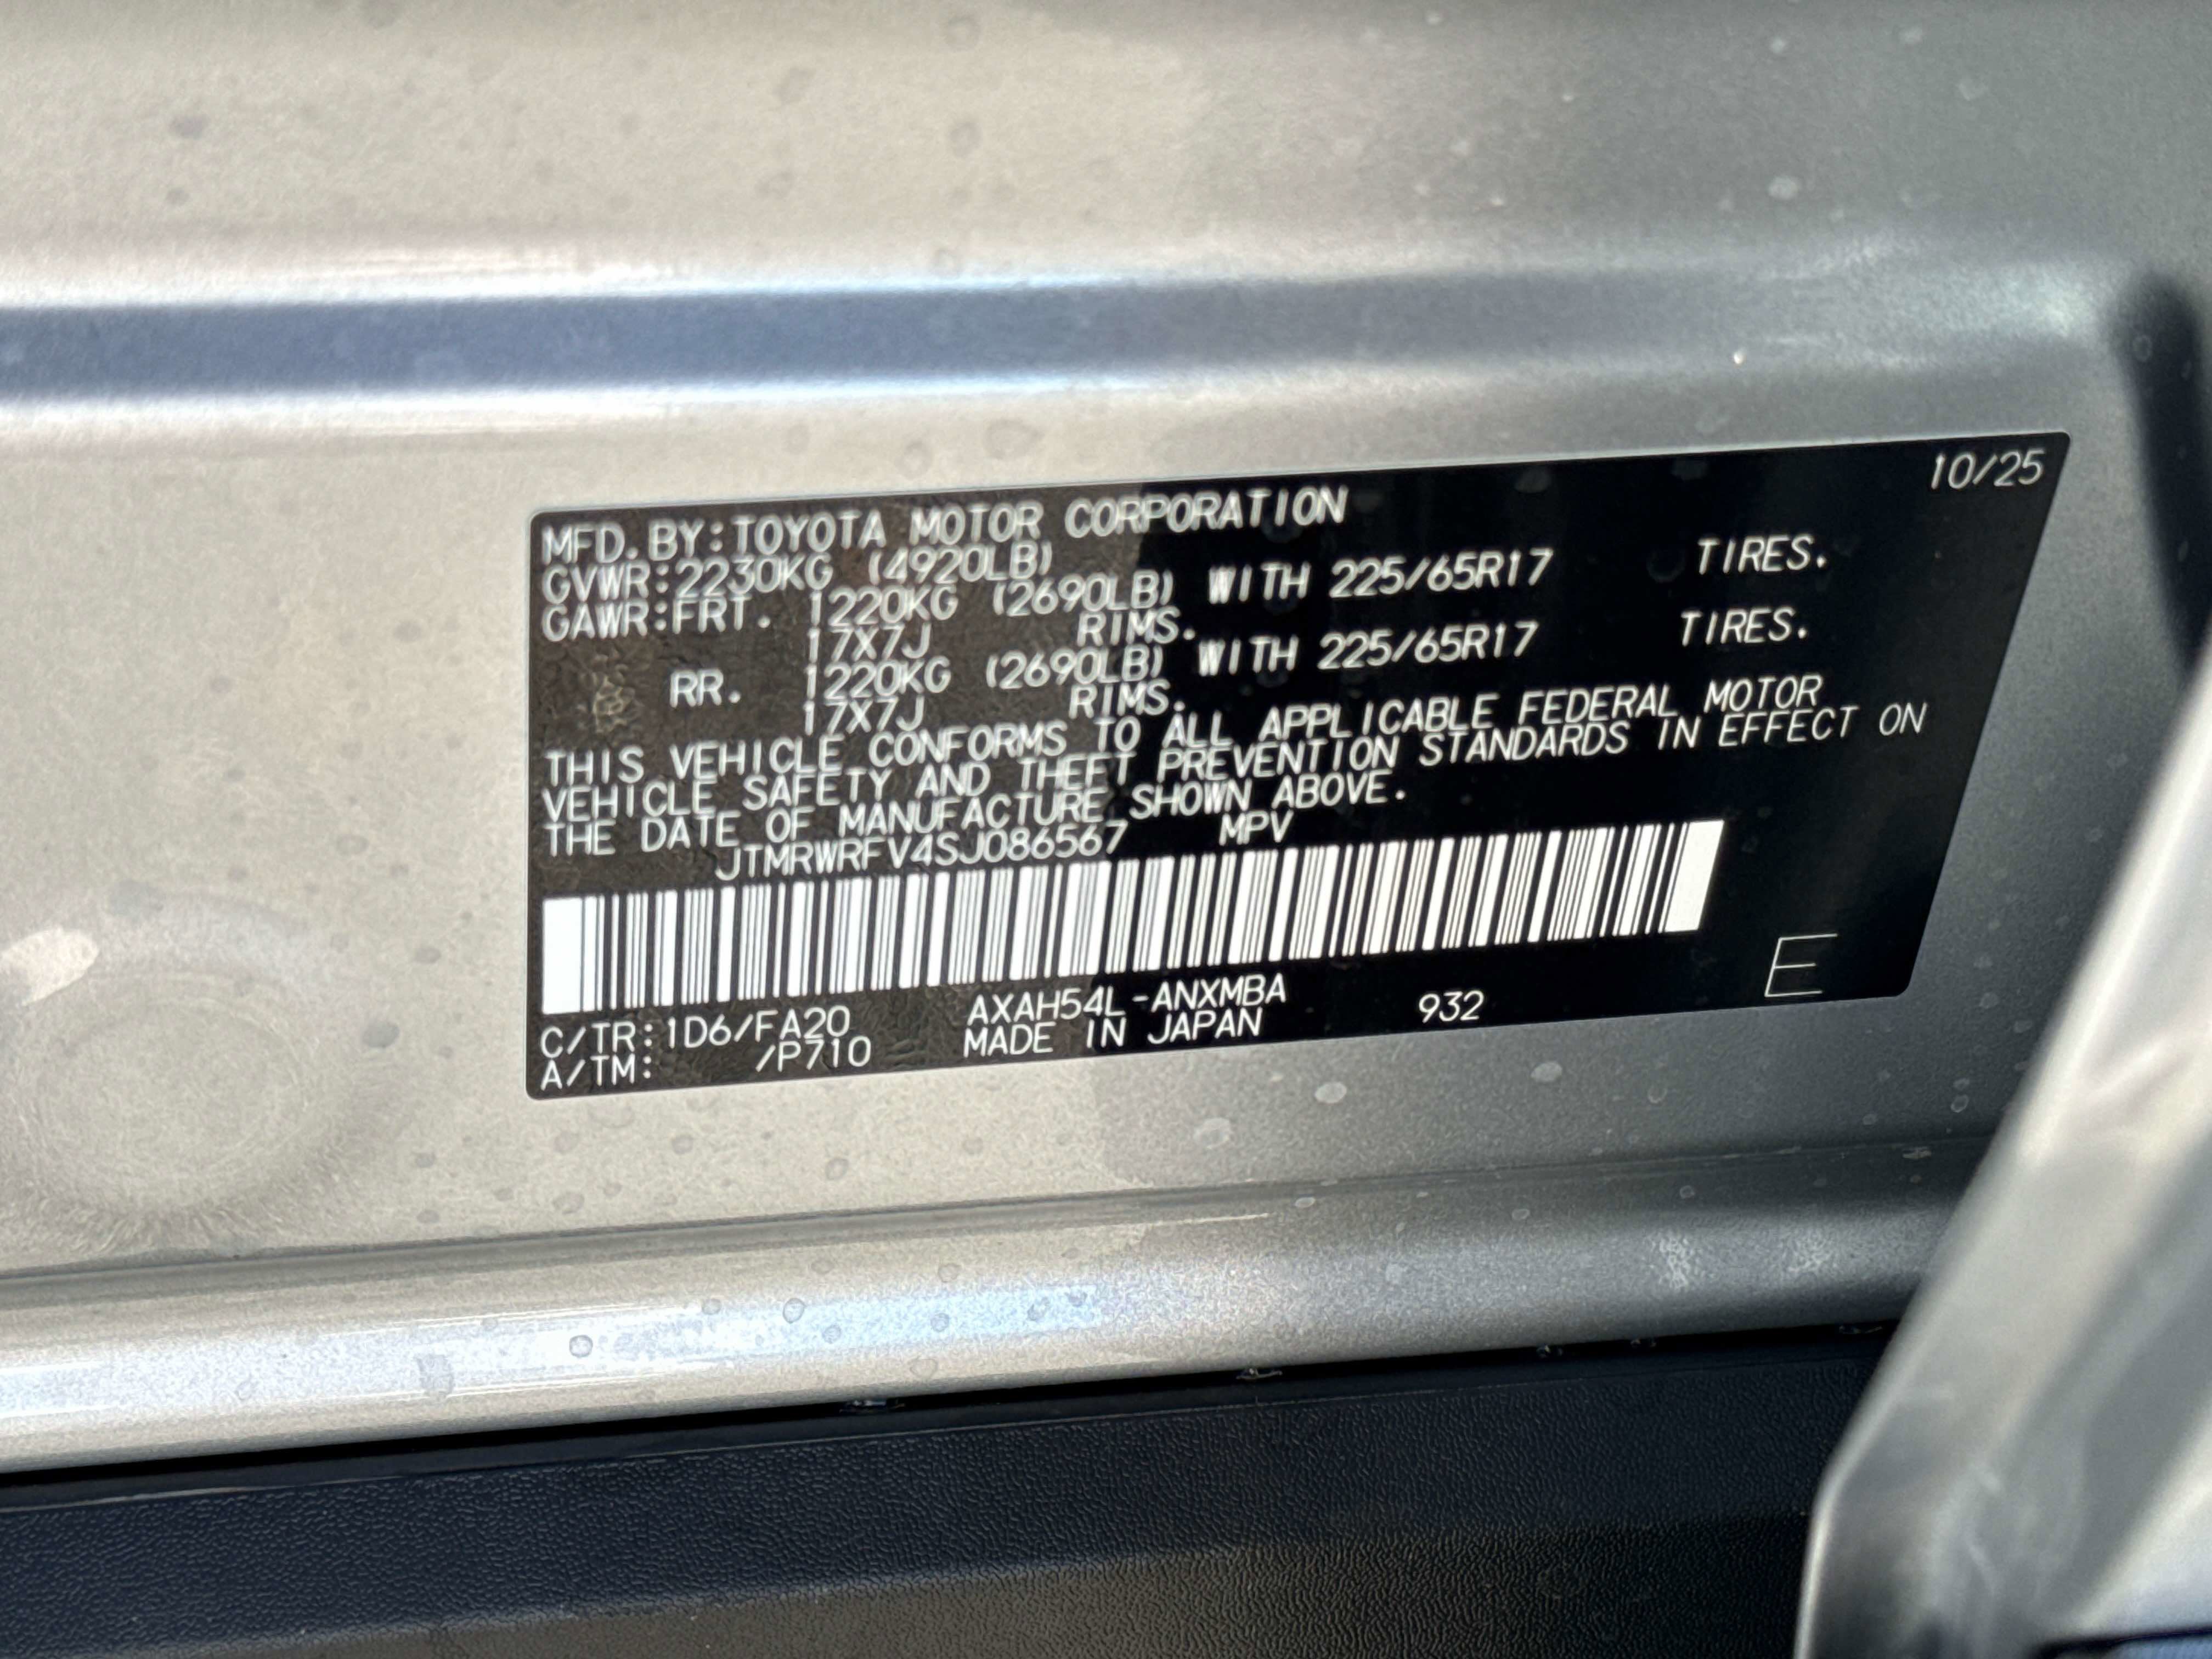 10/25
MFD.BY:TOYOTA MOTOR CORPORATION
GVWR:2230KG (4920LB)
GAWR:FRT. 1220KG (2690LB) WITH 225/65R17 TIRES.
17X7J RIMS.
RR. 1220KG (2690LB) WITH 225/65R17 TIRES.
17X7J RIMS.
THIS VEHICLE CONFORMS TO ALL APPLICABLE FEDERAL MOTOR
VEHICLE SAFETY AND THEFT PREVENTION STANDARDS IN EFFECT ON
THE DATE OF MANUFACTURE SHOWN ABOVE.
JTMRWRFV4SJ086567 MPV
E
C/TR:1D6/FA20 AXAH54L-ANXMBA 932
A/TM: /P710 MADE IN JAPAN